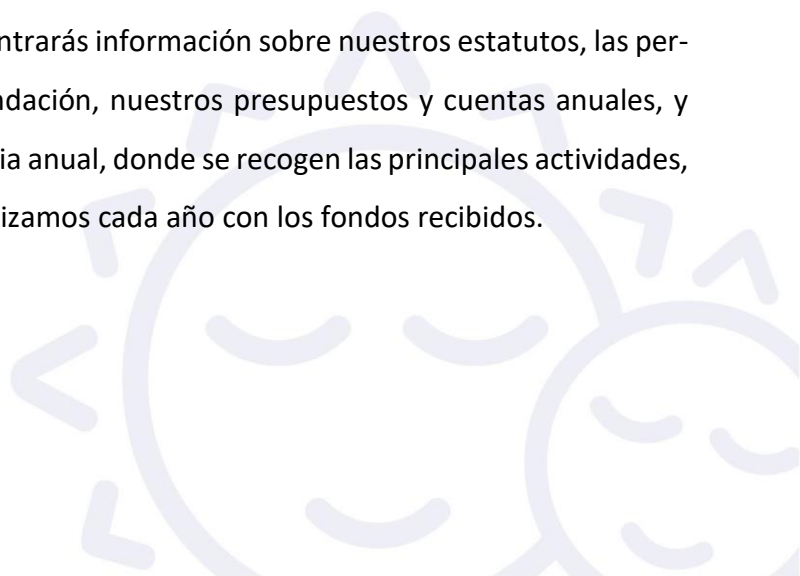 ntrarás información sobre nuestros estatutos, las per-
ndación, nuestros presupuestos y cuentas anuales, y
ia anual, donde se recogen las principales actividades,
izamos cada año con los fondos recibidos.